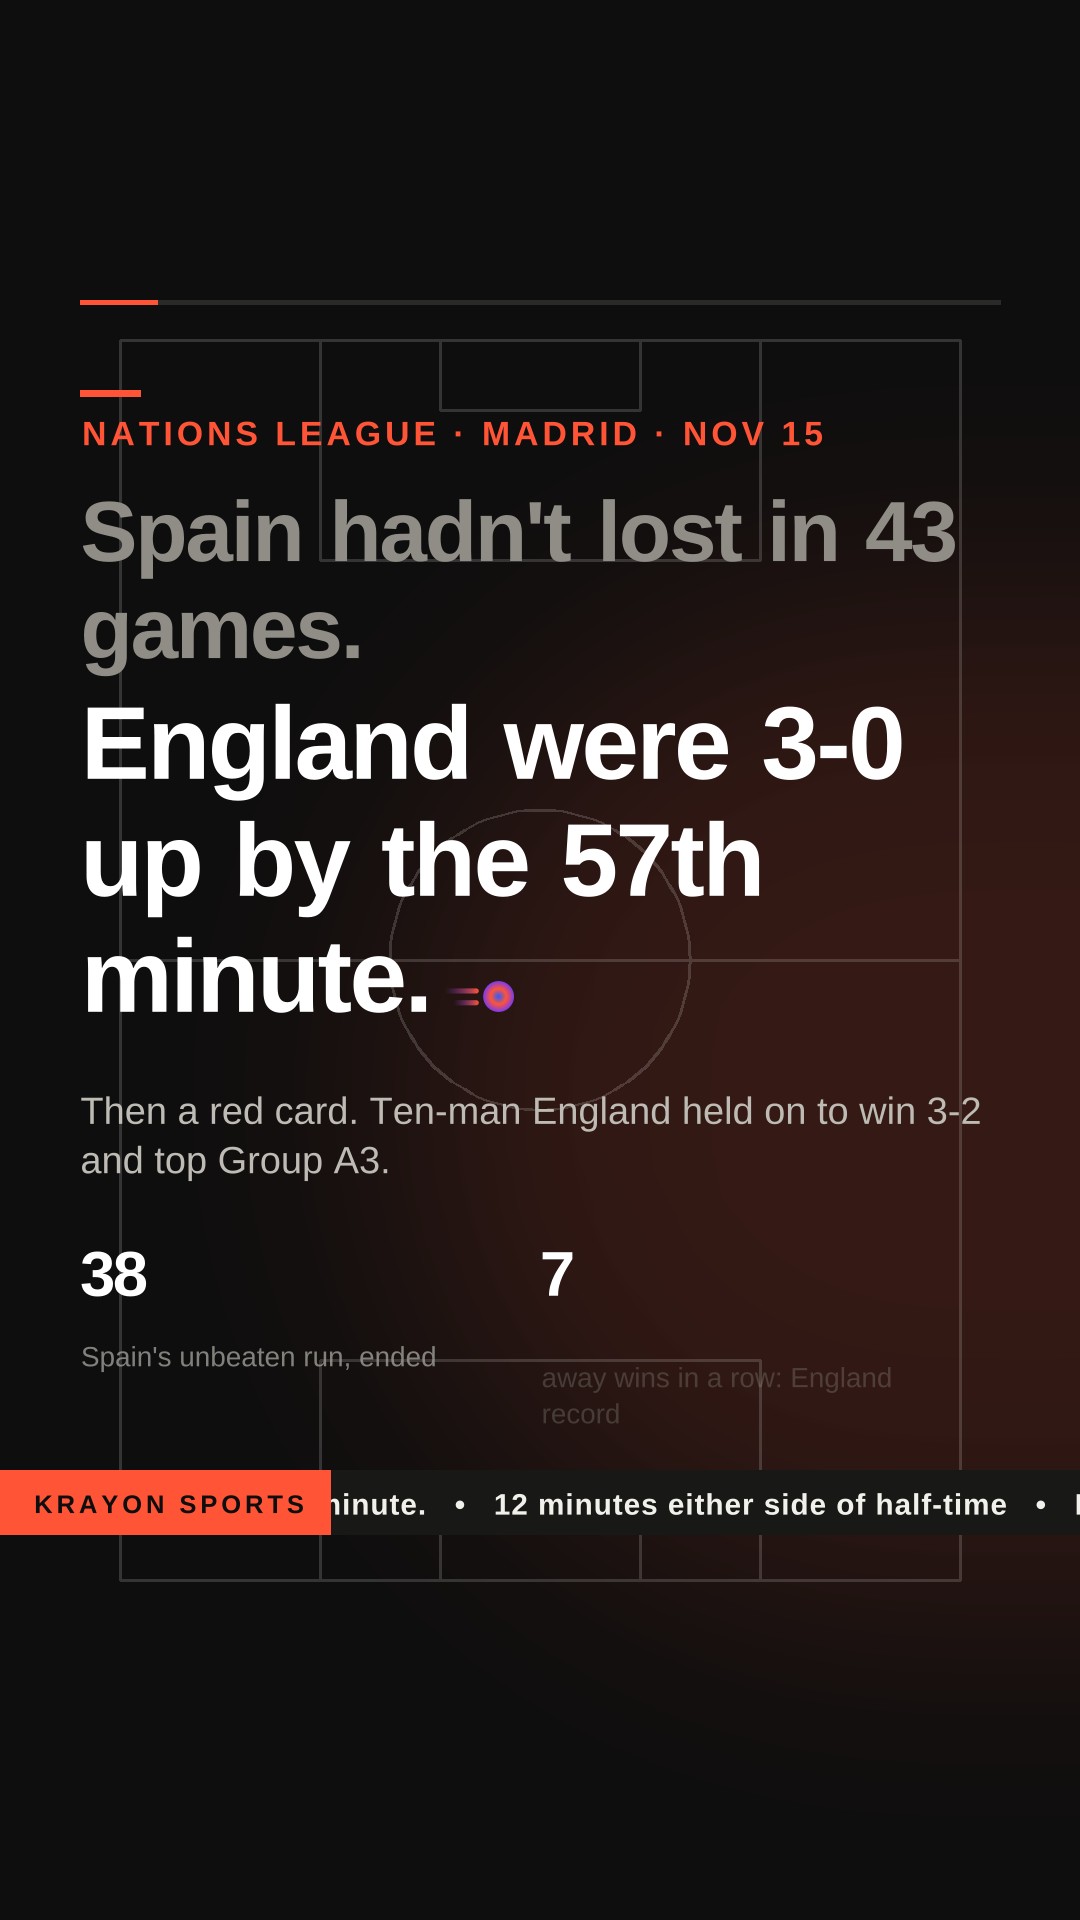 NATIONS LEAGUE · MADRID · NOV 15
Spain hadn't lost in 43
games.
England were 3-0
up by the 57th
minute.
Then a red card. Ten-man England held on to win 3-2
and top Group A3.
38
7
Spain's unbeaten run, ended
away wins in a row: England
record
KRAYON SPORTS
minute. • 12 minutes either side of half-time •